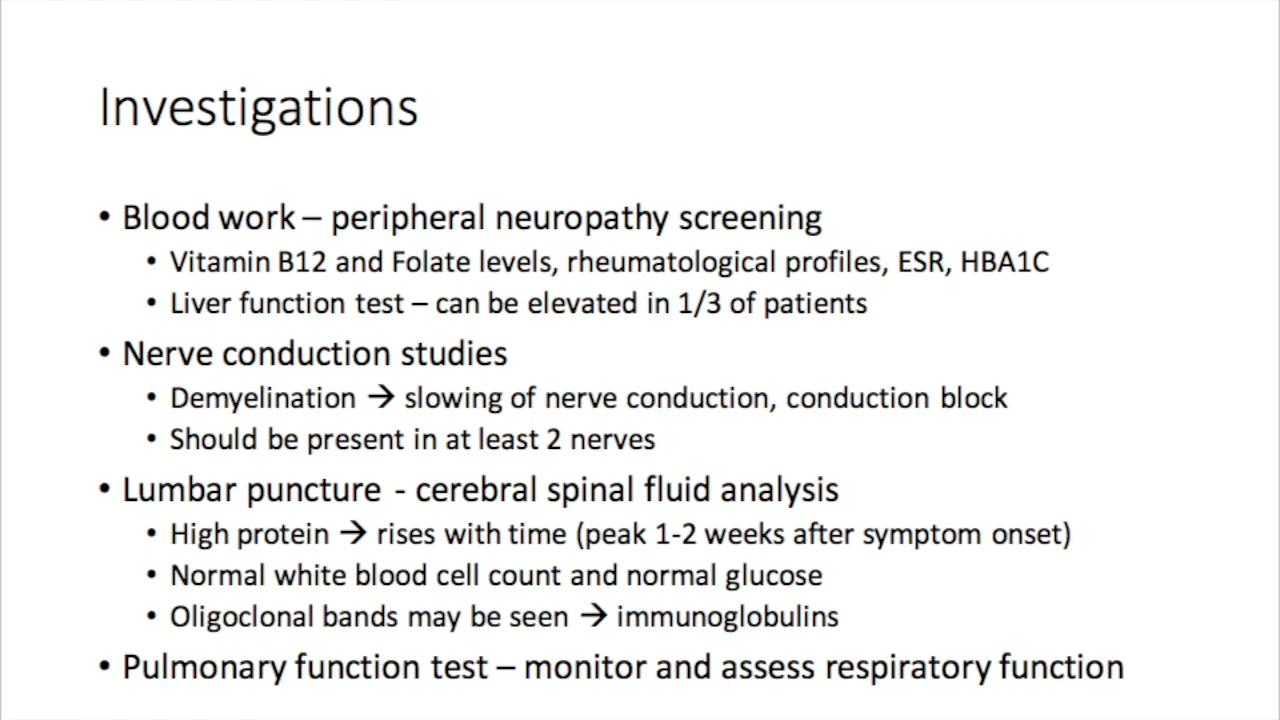 Investigations
• Blood work – peripheral neuropathy screening
• Vitamin B12 and Folate levels, rheumatological profiles, ESR, HBA1C
• Liver function test – can be elevated in 1/3 of patients
• Nerve conduction studies
• Demyelination → slowing of nerve conduction, conduction block
• Should be present in at least 2 nerves
• Lumbar puncture - cerebral spinal fluid analysis
• High protein → rises with time (peak 1-2 weeks after symptom onset)
• Normal white blood cell count and normal glucose
• Oligoclonal bands may be seen → immunoglobulins
• Pulmonary function test – monitor and assess respiratory function